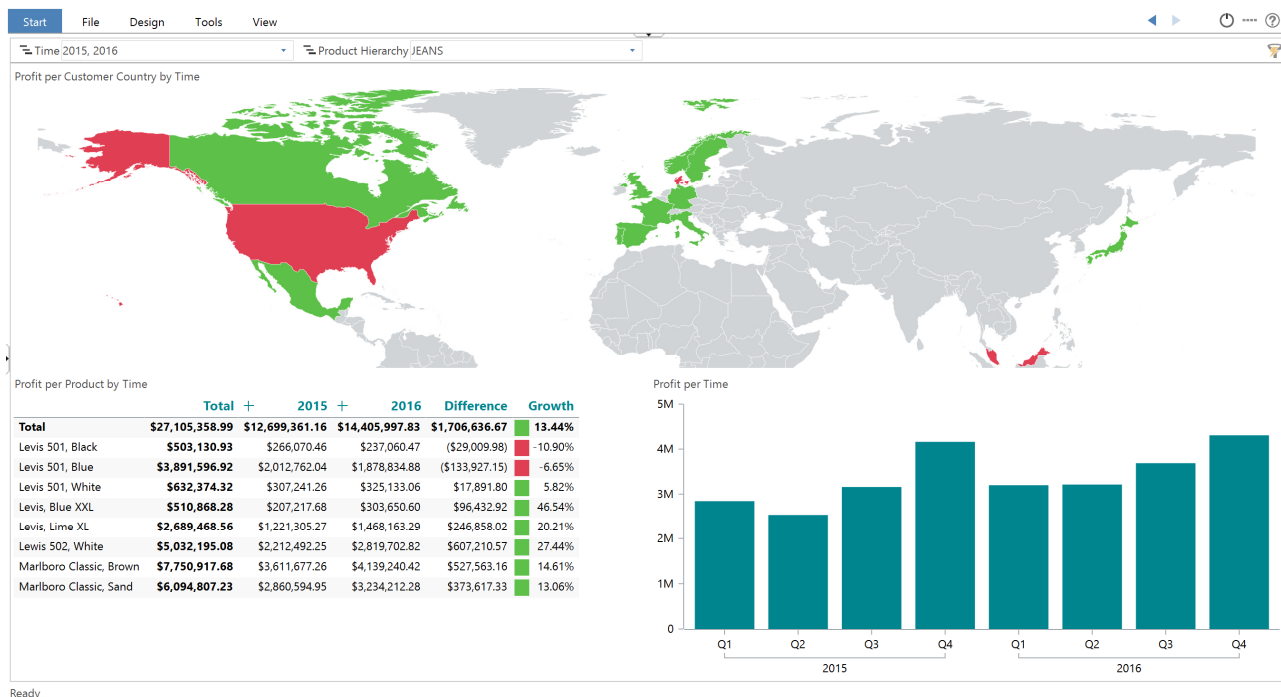 Start File Design Tools View
Time 2015, 2016 Product Hierarchy JEANS
Profit per Customer Country by Time
Profit per Product by Time
Total + 2015 + 2016 Difference Growth
Total $27,105,358.99 $12,699,361.16 $14,405,997.83 $1,706,636.67 13.44%
Levis 501, Black $503,130.93 $266,070.46 $237,060.47 ($29,009.98) -10.90%
Levis 501, Blue $3,891,596.92 $2,012,762.04 $1,878,834.88 ($133,927.15) -6.65%
Levis 501, White $632,374.32 $307,241.26 $325,133.06 $17,891.80 5.82%
Levis, Blue XXL $510,868.28 $207,217.68 $303,650.60 $96,432.92 46.54%
Levis, Lime XL $2,689,468.56 $1,221,305.27 $1,468,163.29 $246,858.02 20.21%
Lewis 502, White $5,032,195.08 $2,212,492.25 $2,819,702.82 $607,210.57 27.44%
Marlboro Classic, Brown $7,750,917.68 $3,611,677.26 $4,139,240.42 $527,563.16 14.61%
Marlboro Classic, Sand $6,094,807.23 $2,860,594.95 $3,234,212.28 $373,617.33 13.06%
Profit per Time
5M
4M
3M
2M
1M
0
Q1 Q2 Q3 Q4 Q1 Q2 Q3 Q4
2015 2016
Ready